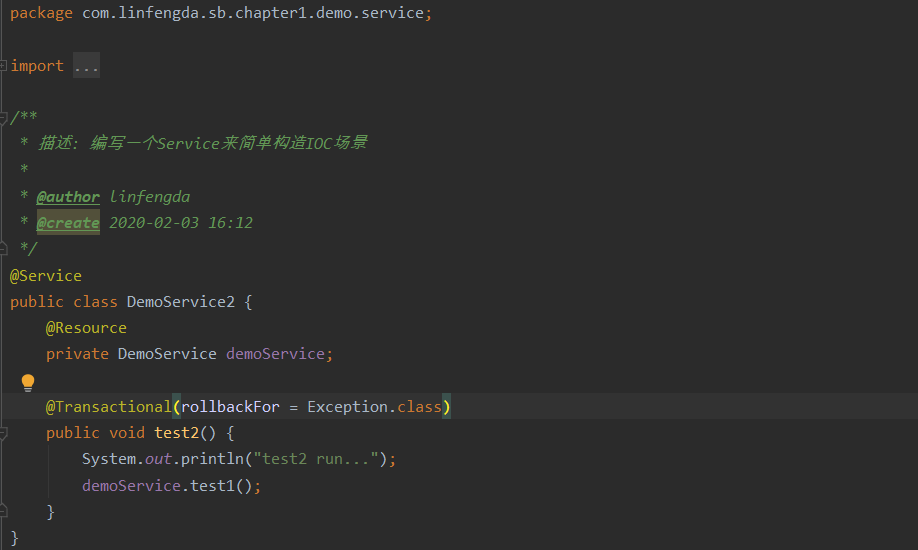 package com.linfengda.sb.chapter1.demo.service;
import ...
/**
* 描述: 编写一个Service来简单构造IOC场景
*
* @author linfengda
* @create 2020-02-03 16:12
*/
@Service
public class DemoService2 {
@Resource
private DemoService demoService;
@Transactional(rollbackFor = Exception.class)
public void test2() {
System.out.println("test2 run...");
demoService.test1();
}
}